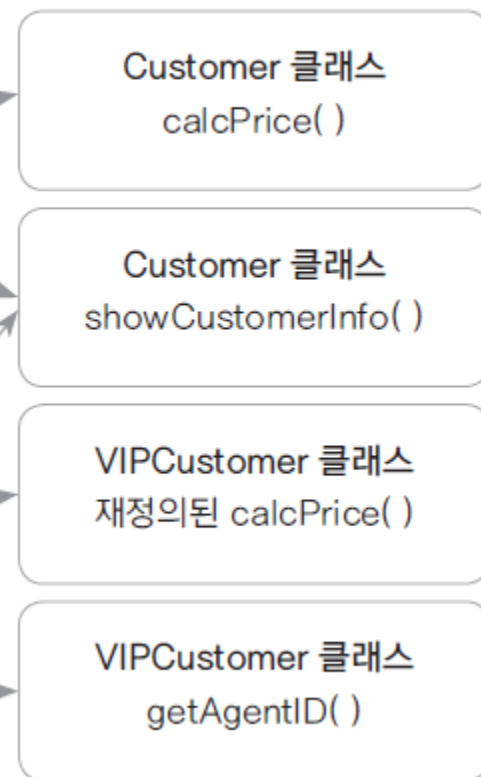 Customer 클래스
calcPrice( )
Customer 클래스
showCustomerInfo( )
VIPCustomer 클래스
재정의된 calcPrice( )
VIPCustomer 클래스
getAgentID( )